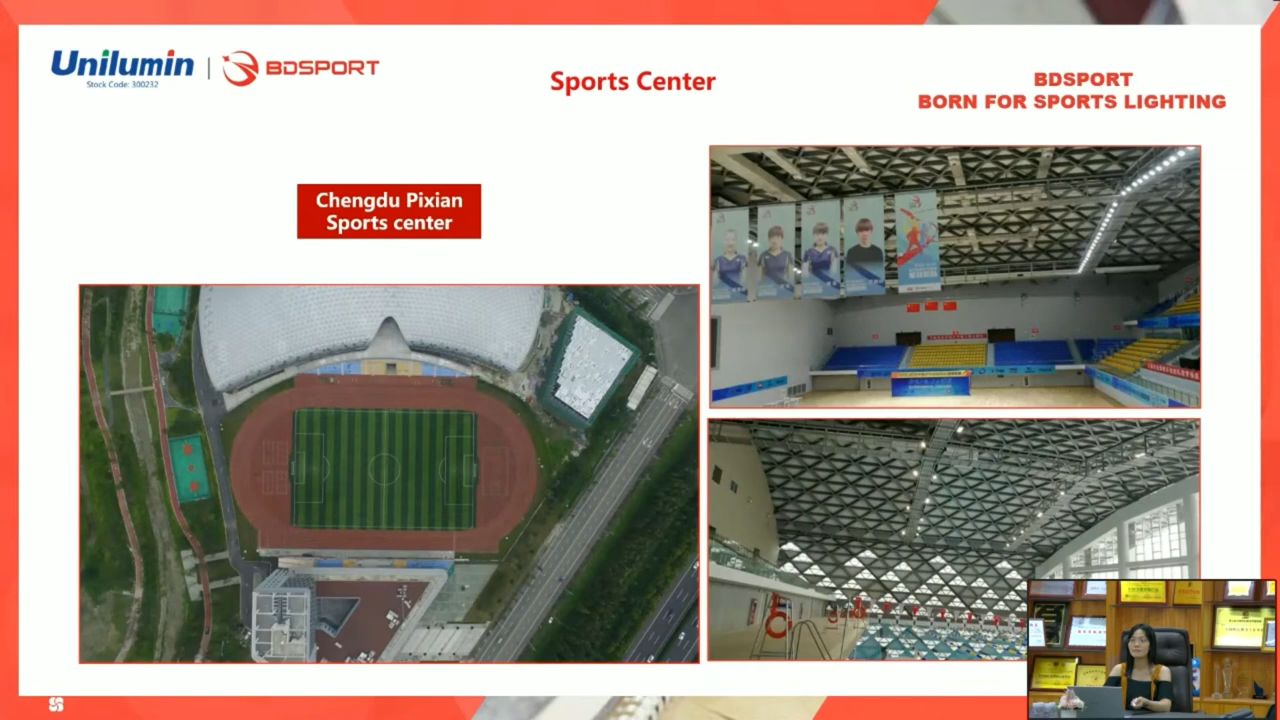 Unilumin
Stock Code: 300232
BDSPORT
Sports Center
BDSPORT
BORN FOR SPORTS LIGHTING
Chengdu Pixian
Sports center